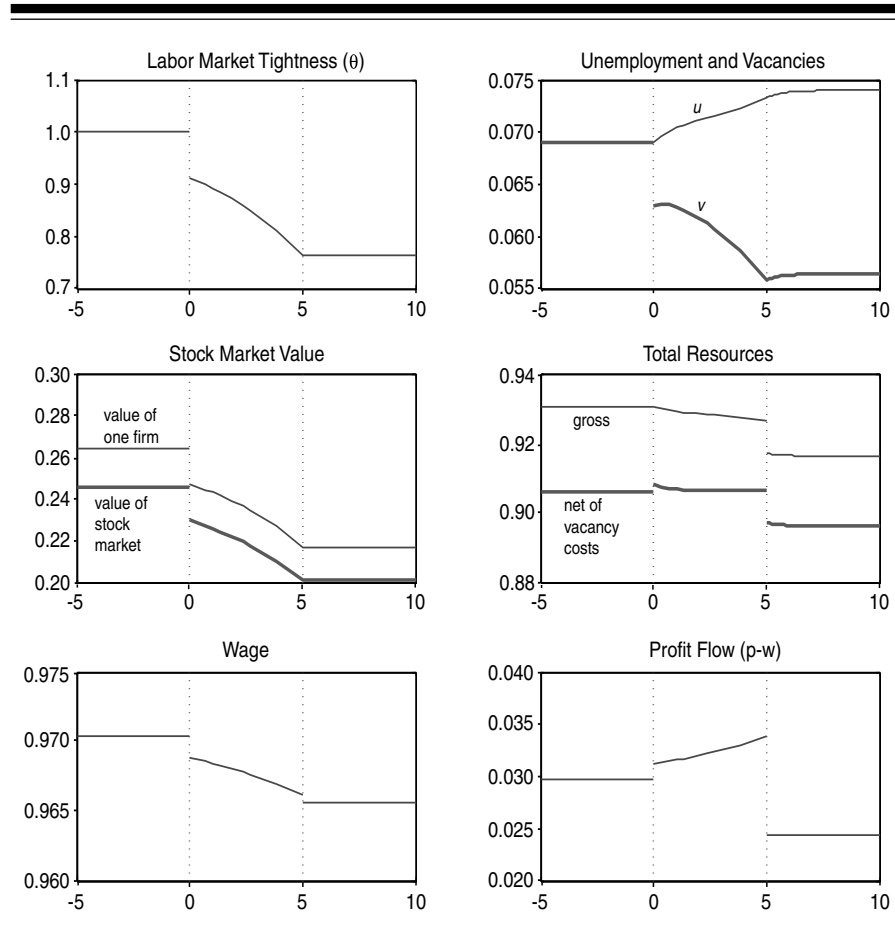 Labor Market Tightness (θ)
1.1
1.0
0.9
0.8
0.7
-5 0 5 10
Unemployment and Vacancies
0.075
0.070
0.065
0.060
0.055
u
v
-5 0 5 10
Stock Market Value
0.30
0.28
0.26
0.24
0.22
0.20
value of
one firm
value of
stock
market
-5 0 5 10
Total Resources
0.94
0.92
0.90
0.88
gross
net of
vacancy
costs
-5 0 5 10
Wage
0.975
0.970
0.965
0.960
-5 0 5 10
Profit Flow (p-w)
0.040
0.035
0.030
0.025
0.020
-5 0 5 10